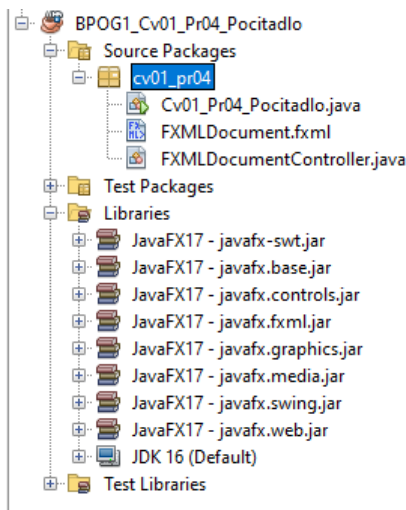 BPOG1_Cv01_Pr04_Pocitadlo
Source Packages
cv01_pr04
Cv01_Pr04_Pocitadlo.java
FXMLDocument.fxml
FXMLDocumentController.java
Test Packages
Libraries
JavaFX17 - javafx-swt.jar
JavaFX17 - javafx.base.jar
JavaFX17 - javafx.controls.jar
JavaFX17 - javafx.fxml.jar
JavaFX17 - javafx.graphics.jar
JavaFX17 - javafx.media.jar
JavaFX17 - javafx.swing.jar
JavaFX17 - javafx.web.jar
JDK 16 (Default)
Test Libraries